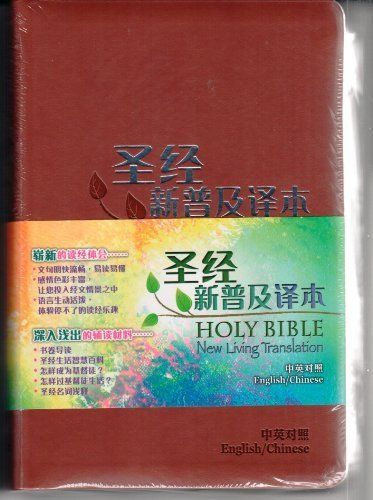 圣经
新普及译本
崭新的读经体会......
• 文句明快流畅，易读易懂
• 感情色彩丰富，
让您投入经文情景之中
• 语言生动活泼，
体验停不了的读经乐趣
深入浅出的辅读材料......
• 书卷导读
• 圣经生活智慧百科
• 怎样成为基督徒？
• 怎样过基督徒生活？
• 圣经名词浅释
圣经
新普及译本
HOLY BIBLE
New Living Translation
中英对照
English/Chinese
中英对照
English/Chinese